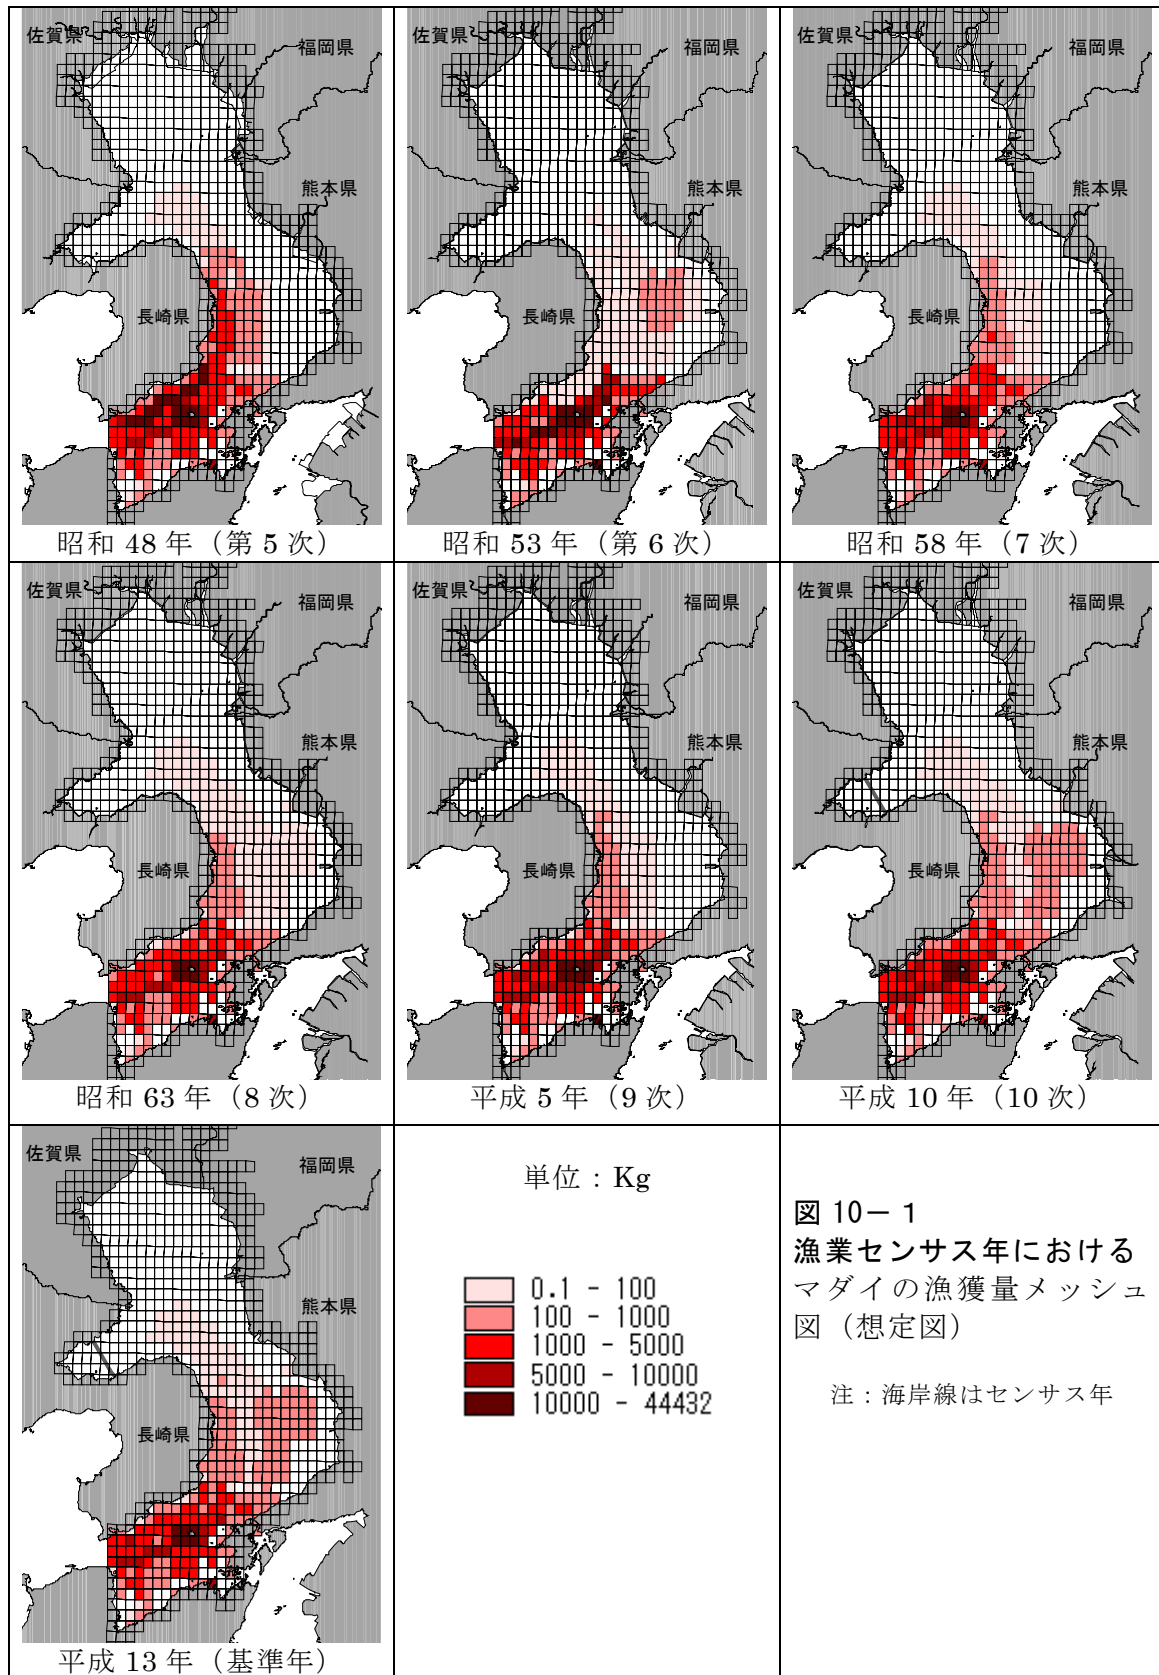 佐賀県
福岡県
熊本県
長崎県
昭和 48 年（第 5 次）
佐賀県
福岡県
熊本県
長崎県
昭和 53 年（第 6 次）
佐賀県
福岡県
熊本県
長崎県
昭和 58 年（7 次）
佐賀県
福岡県
熊本県
長崎県
昭和 63 年（8 次）
佐賀県
福岡県
熊本県
長崎県
平成 5 年（9 次）
佐賀県
福岡県
熊本県
長崎県
平成 10 年（10 次）
佐賀県
福岡県
熊本県
長崎県
平成 13 年（基準年）
単位：Kg
0.1 - 100
100 - 1000
1000 - 5000
5000 - 10000
10000 - 44432
図 10－１
漁業センサス年における
マダイの漁獲量メッシュ
図（想定図）
注：海岸線はセンサス年